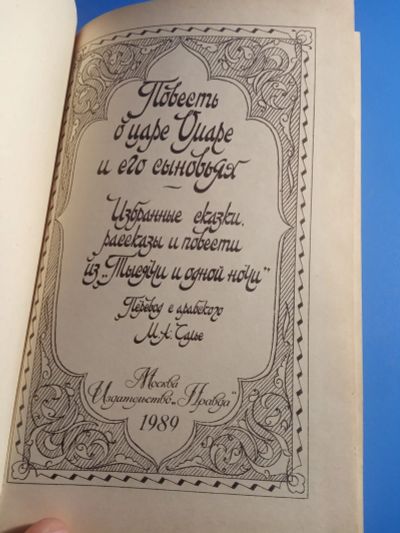 Повесть
о царе Омаре
и его сыновьях
Избранные сказки,
рассказы и повести
из „Тысячи и одной ночи"
Перевод с арабского
М. А. Салье
Москва
Издательство „Правда"
1989